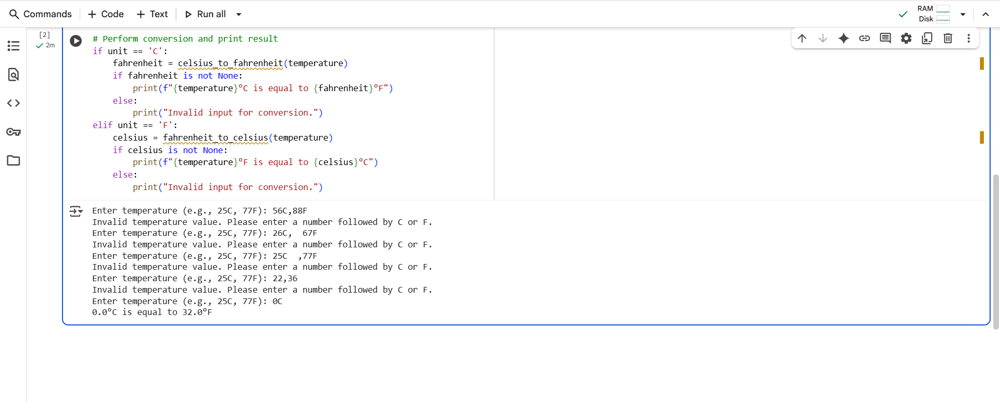 Commands + Code + Text Run all
RAM
Disk
[2]
2m
# Perform conversion and print result
if unit == 'C':
    fahrenheit = celsius_to_fahrenheit(temperature)
    if fahrenheit is not None:
        print(f"{temperature}°C is equal to {fahrenheit}°F")
    else:
        print("Invalid input for conversion.")
elif unit == 'F':
    celsius = fahrenheit_to_celsius(temperature)
    if celsius is not None:
        print(f"{temperature}°F is equal to {celsius}°C")
    else:
        print("Invalid input for conversion.")
Enter temperature (e.g., 25C, 77F): 56C,88F
Invalid temperature value. Please enter a number followed by C or F.
Enter temperature (e.g., 25C, 77F): 26C,  67F
Invalid temperature value. Please enter a number followed by C or F.
Enter temperature (e.g., 25C, 77F): 25C  ,77F
Invalid temperature value. Please enter a number followed by C or F.
Enter temperature (e.g., 25C, 77F): 22,36
Invalid temperature value. Please enter a number followed by C or F.
Enter temperature (e.g., 25C, 77F): 0C
0.0°C is equal to 32.0°F